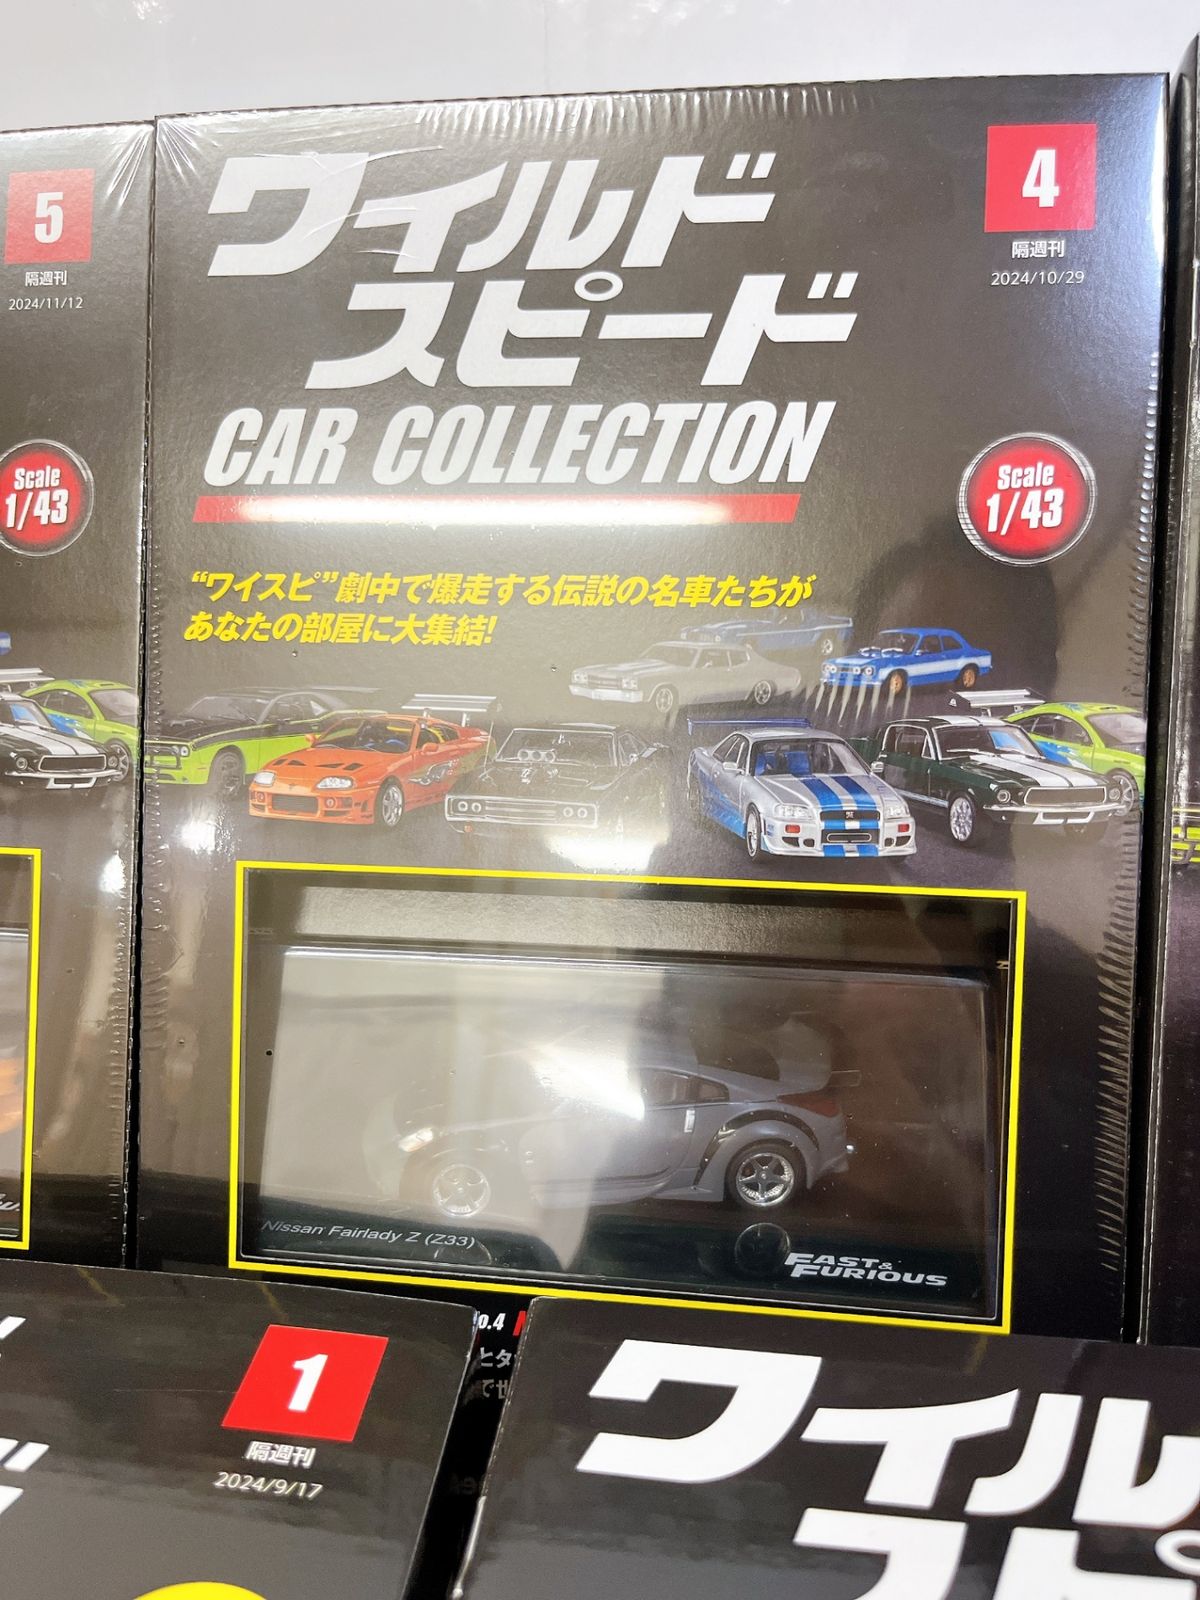 5
隔週刊
2024/11/12
Scale
1/43
ワイルド
スピード
CAR COLLECTION
4
隔週刊
2024/10/29
Scale
1/43
“ワイスピ”劇中で爆走する伝説の名車たちが
あなたの部屋に大集結!
Nissan Fairlady Z (Z33)
FAST &
FURIOUS
1
隔週刊
2024/9/17
ワイル